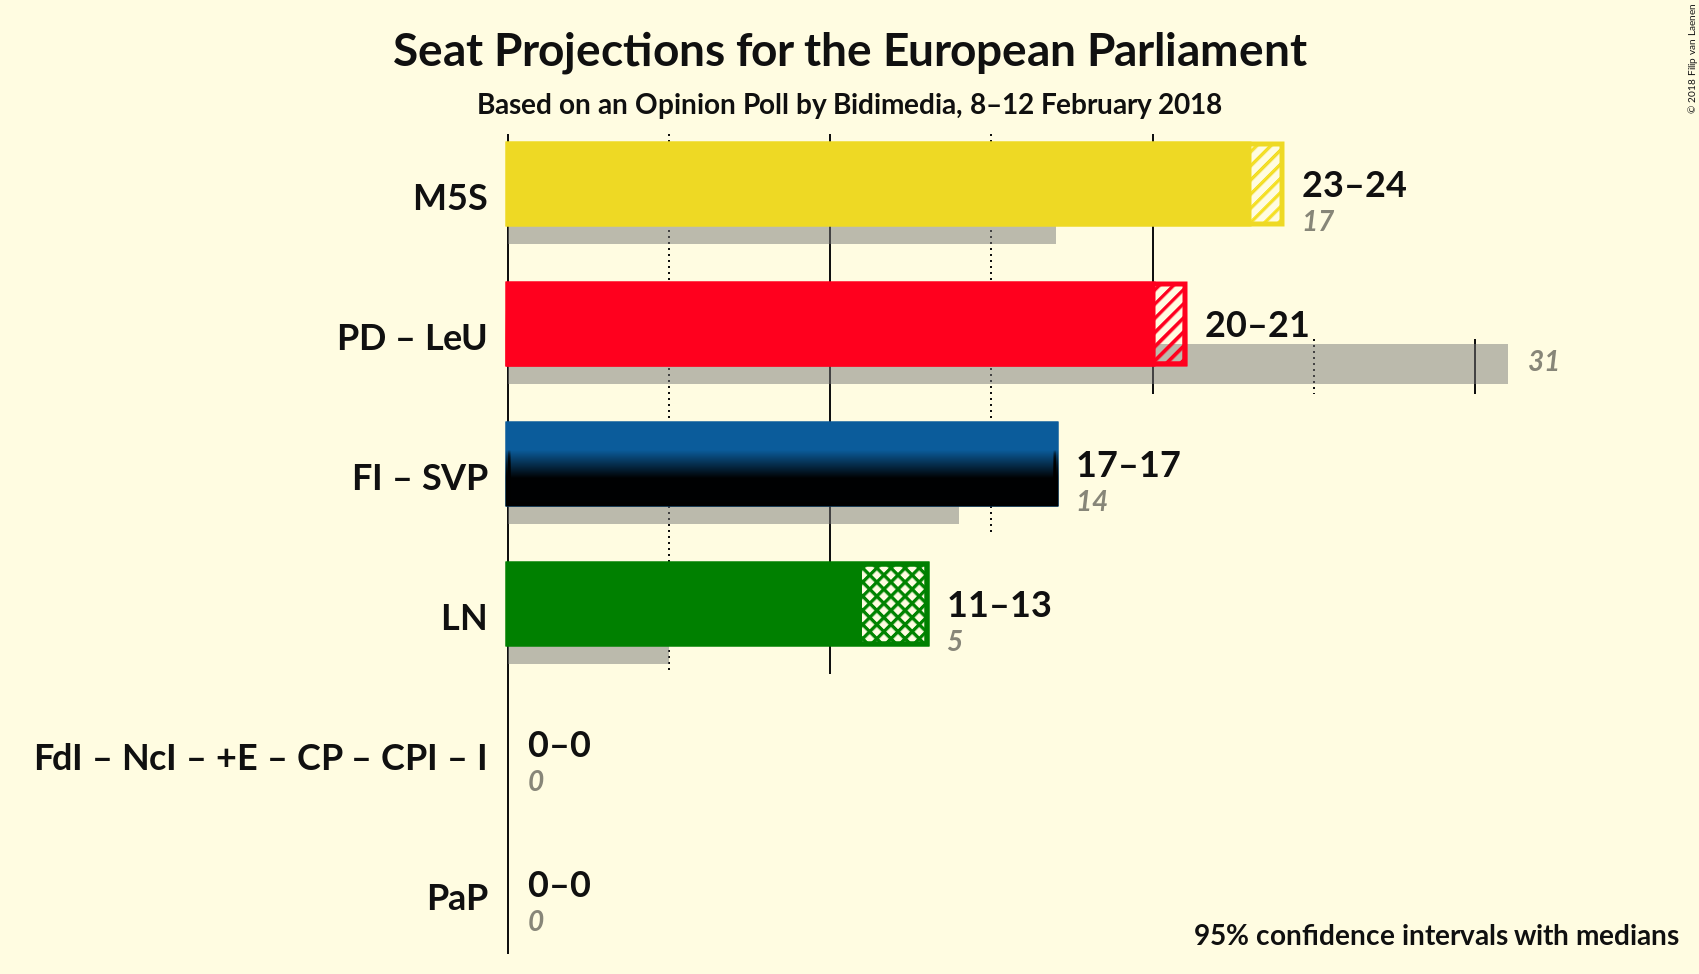 Seat Projections for the European Parliament
Based on an Opinion Poll by Bidimedia, 8–12 February 2018
© 2018 Filip van Laenen
M5S
23–24
17
PD – LeU
20–21
31
FI – SVP
17–17
14
LN
11–13
5
FdI – NcI – +E – CP – CPI – I
0–0
0
PaP
0–0
0
95% confidence intervals with medians